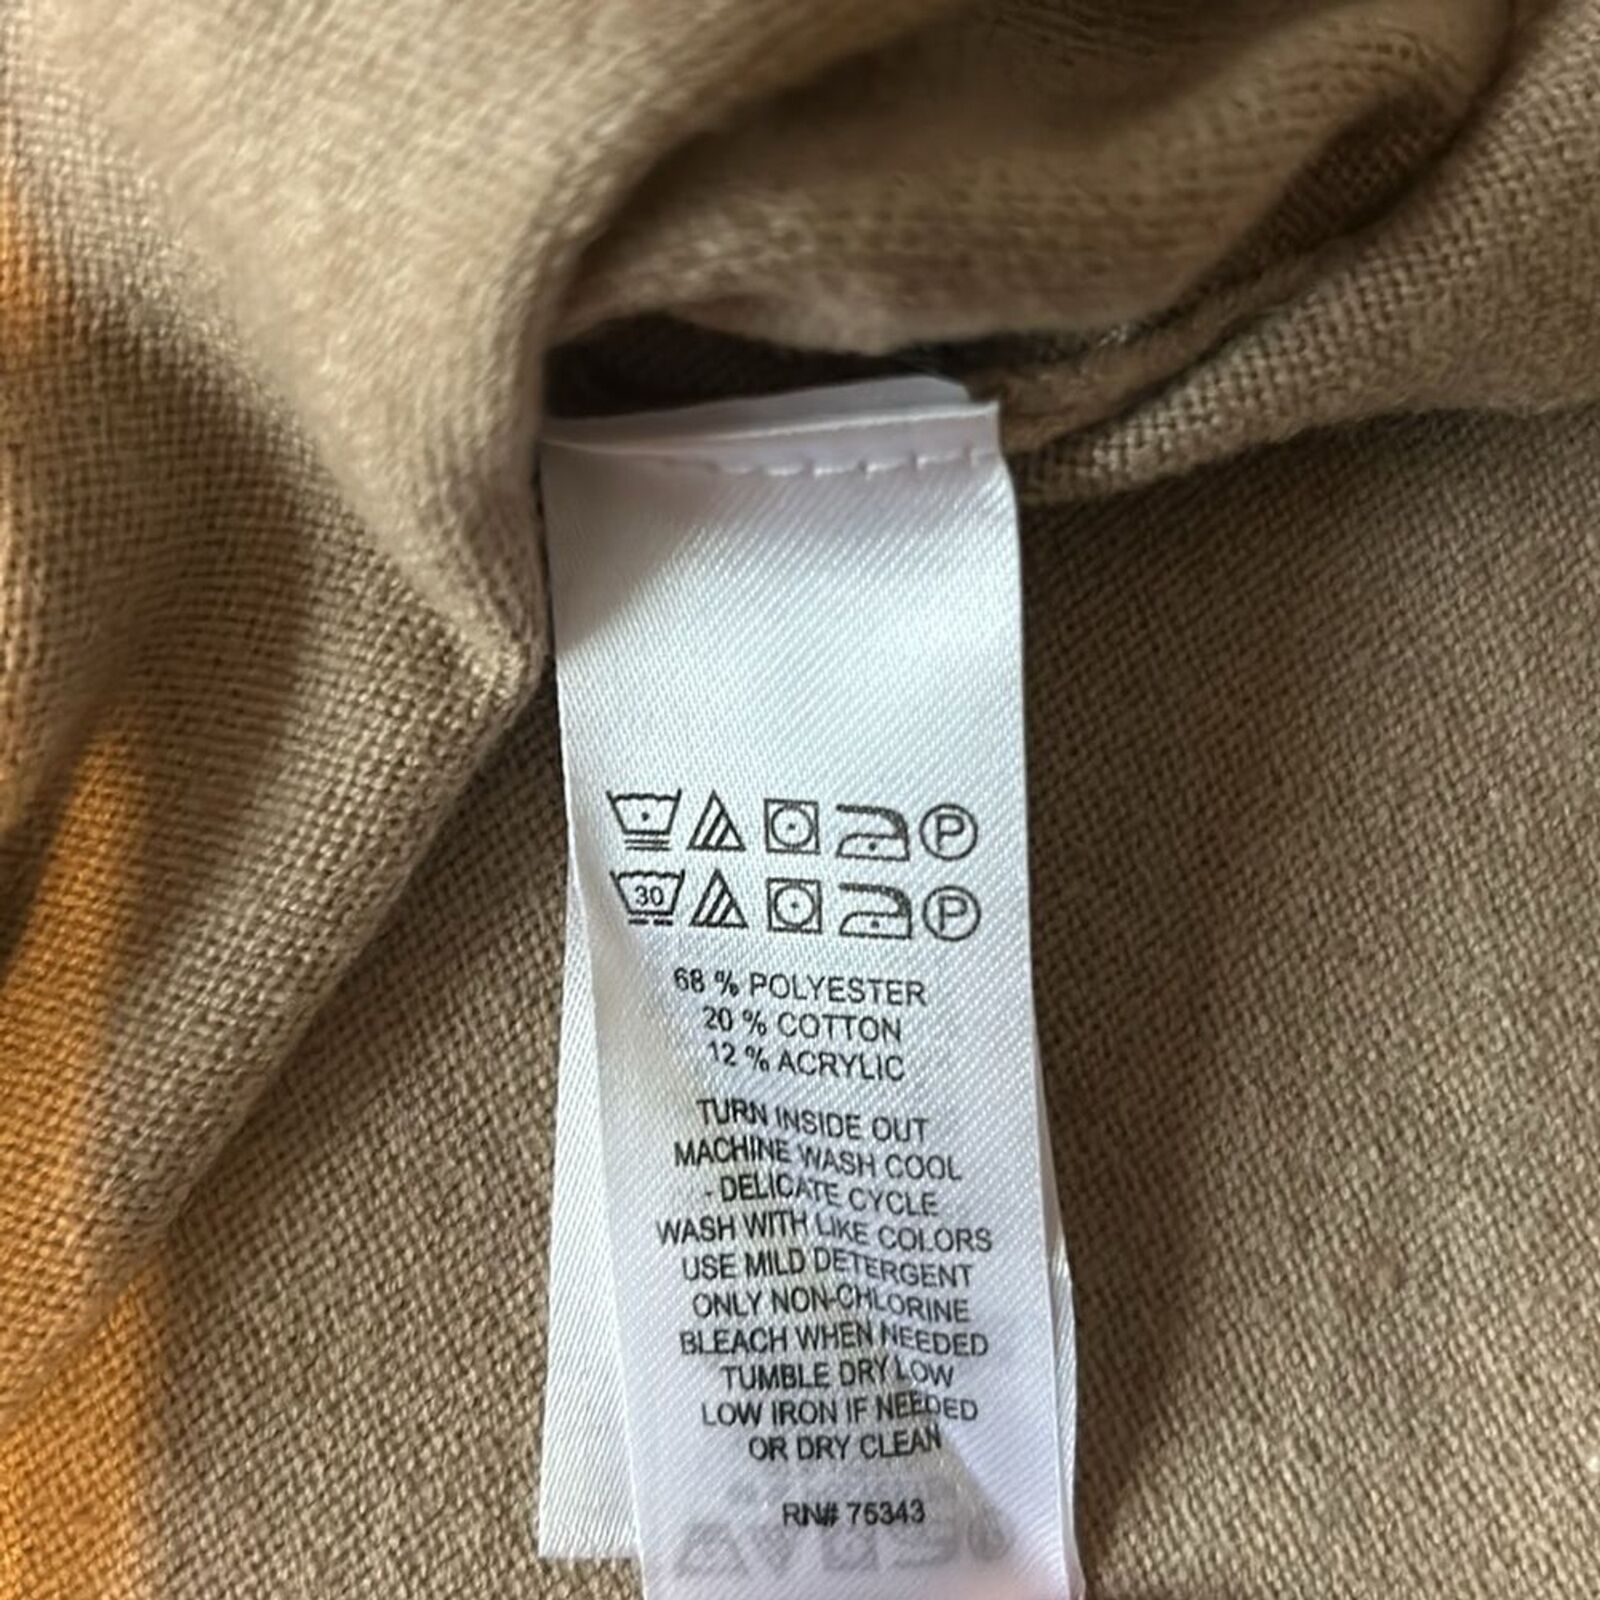 P
30 P
68 % POLYESTER
20 % COTTON
12 % ACRYLIC
TURN INSIDE OUT
MACHINE WASH COOL
- DELICATE CYCLE
WASH WITH LIKE COLORS
USE MILD DETERGENT
ONLY NON-CHLORINE
BLEACH WHEN NEEDED
TUMBLE DRY LOW
LOW IRON IF NEEDED
OR DRY CLEAN
RN# 75343